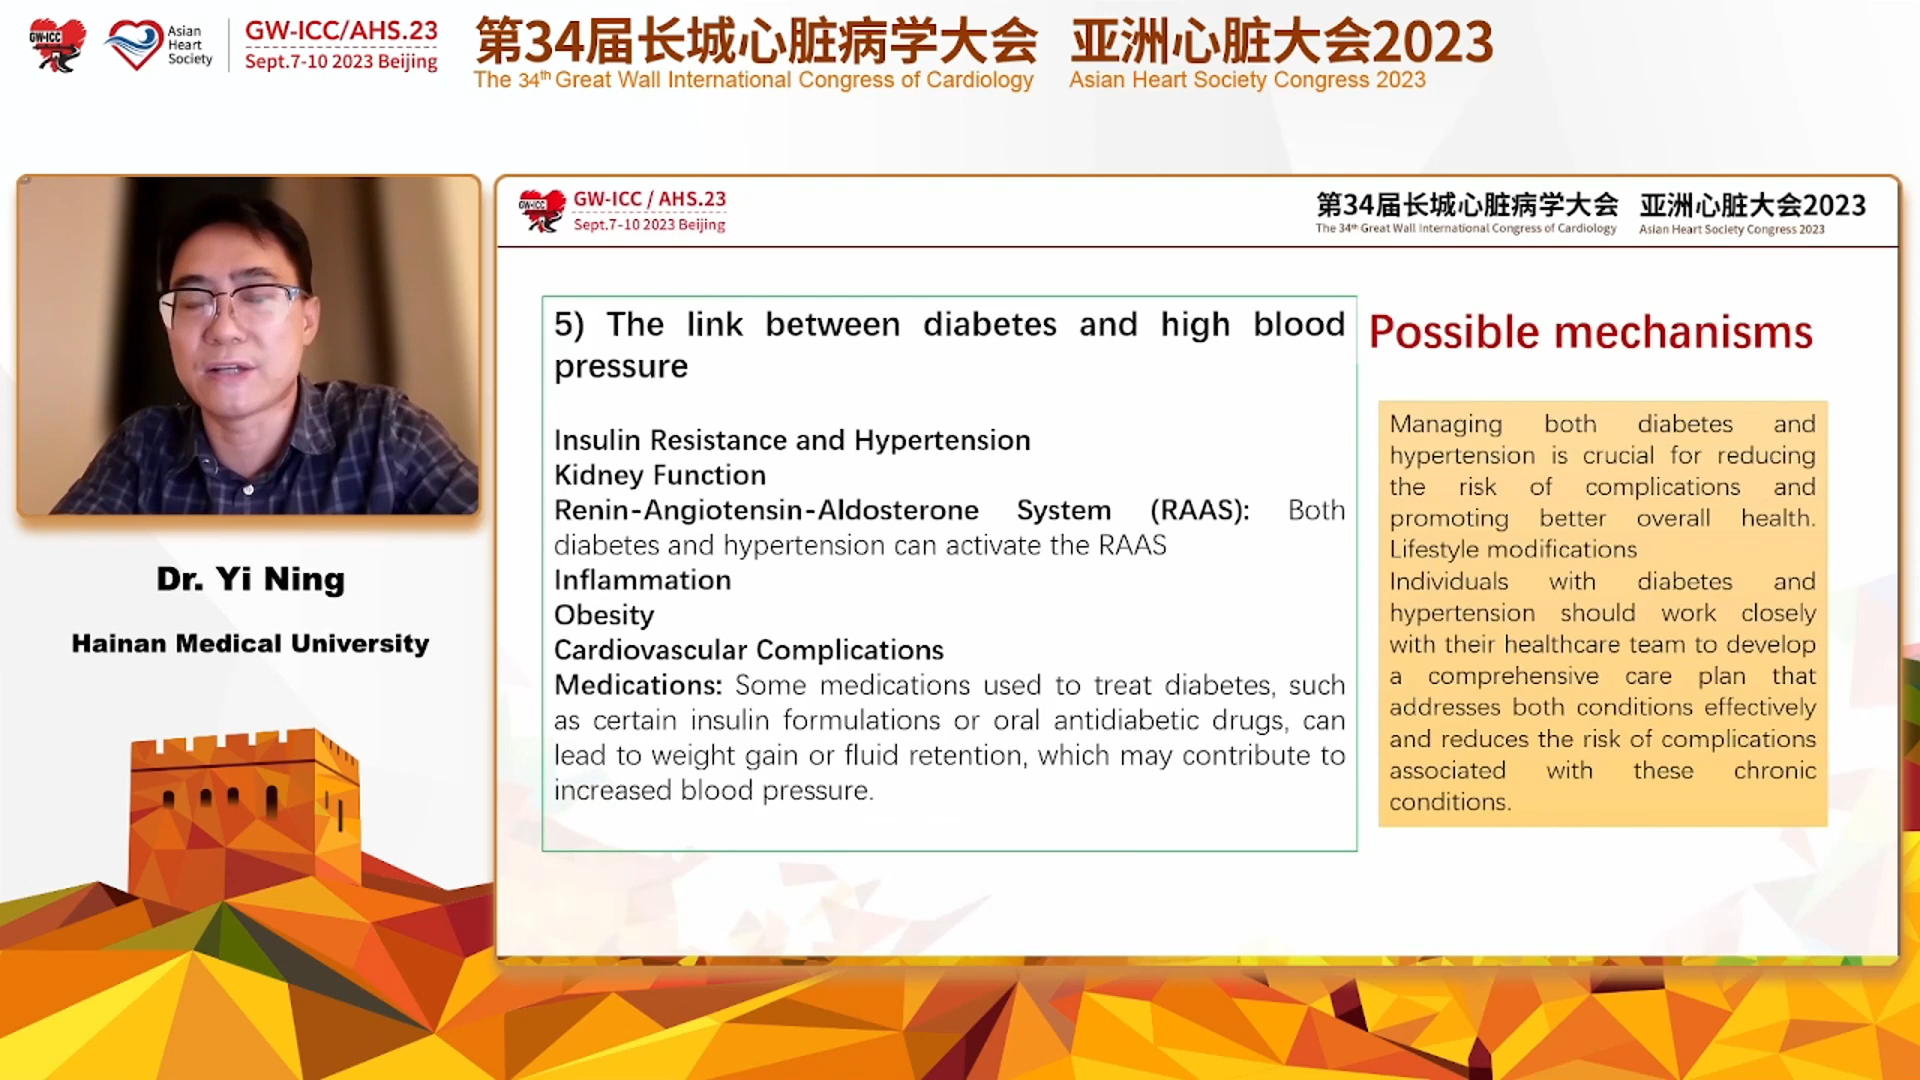 GW-ICC
Asian
Heart
Society
GW-ICC/AHS.23
Sept.7-10 2023 Beijing
第34届长城心脏病学大会
亚洲心脏大会2023
The 34th Great Wall International Congress of Cardiology
Asian Heart Society Congress 2023
Dr. Yi Ning
Hainan Medical University
GW-ICC
GW-ICC / AHS.23
Sept.7-10 2023 Beijing
第34届长城心脏病学大会
亚洲心脏大会2023
The 34th Great Wall International Congress of Cardiology
Asian Heart Society Congress 2023
5) The link between diabetes and high blood
pressure
Insulin Resistance and Hypertension
Kidney Function
Renin-Angiotensin-Aldosterone System (RAAS): Both
diabetes and hypertension can activate the RAAS
Inflammation
Obesity
Cardiovascular Complications
Medications: Some medications used to treat diabetes, such
as certain insulin formulations or oral antidiabetic drugs, can
lead to weight gain or fluid retention, which may contribute to
increased blood pressure.
Possible mechanisms
Managing both diabetes and
hypertension is crucial for reducing
the risk of complications and
promoting better overall health.
Lifestyle modifications
Individuals with diabetes and
hypertension should work closely
with their healthcare team to develop
a comprehensive care plan that
addresses both conditions effectively
and reduces the risk of complications
associated with these chronic
conditions.